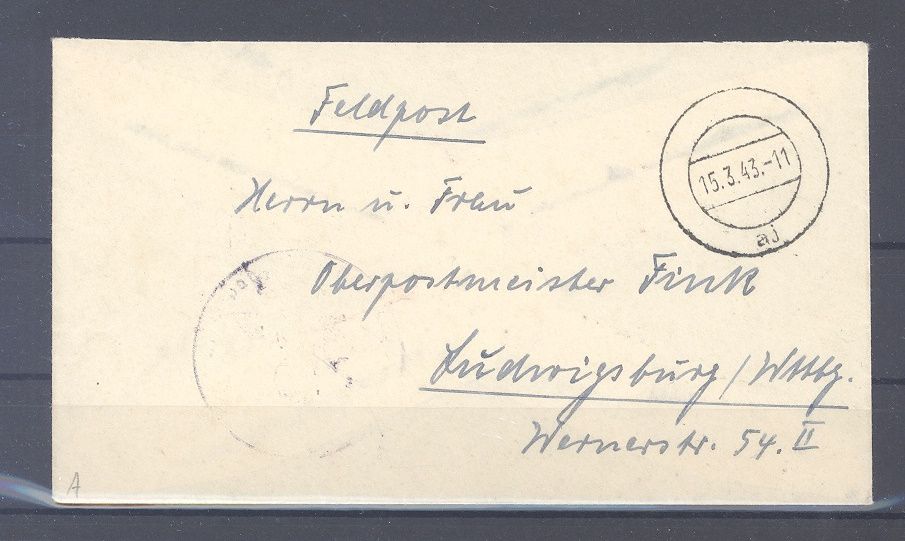 Feldpost
15.3.43.-11
aj
Herrn u. Frau
Oberpostmeister Fink
Ludwigsburg/Wttbg.
Wernerstr. 54. II
A